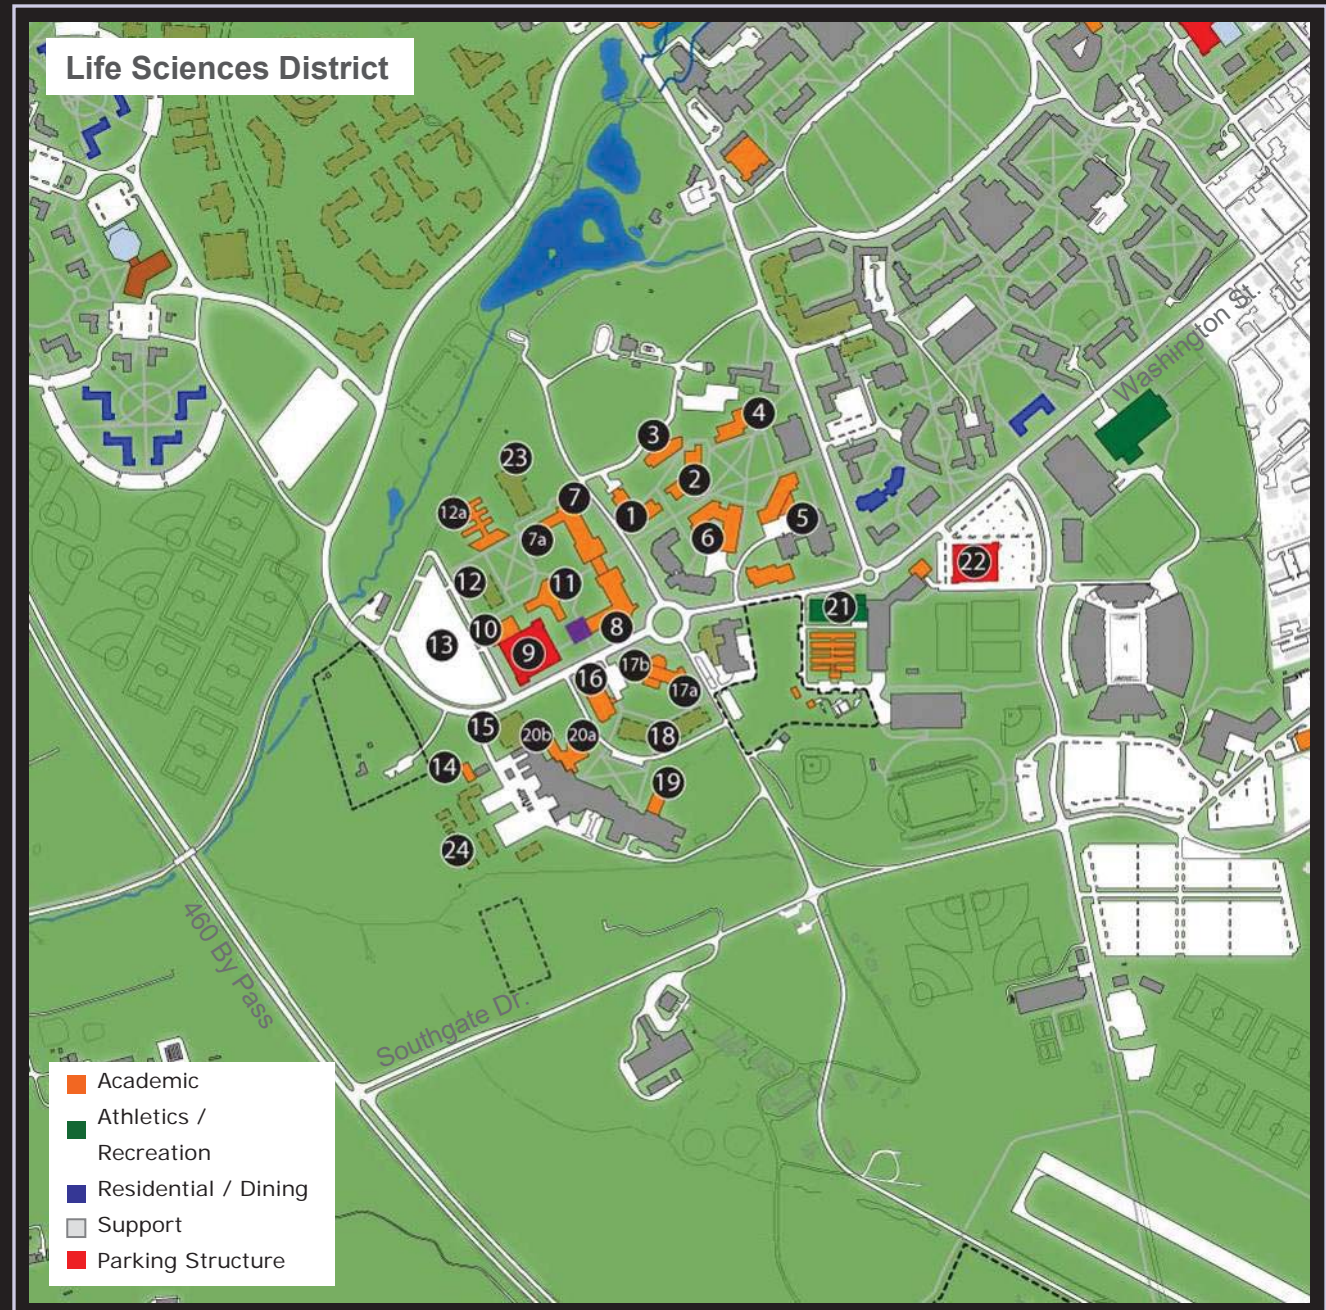 Life Sciences District
Washington St.
4
3
23
2
7
12a
1
5
7a
6
22
12
11
21
10
8
13
9
17b
16
17a
15
20b
20a
18
14
19
24
460 By Pass
Southgate Dr.
Academic
Athletics /
Recreation
Residential / Dining
Support
Parking Structure